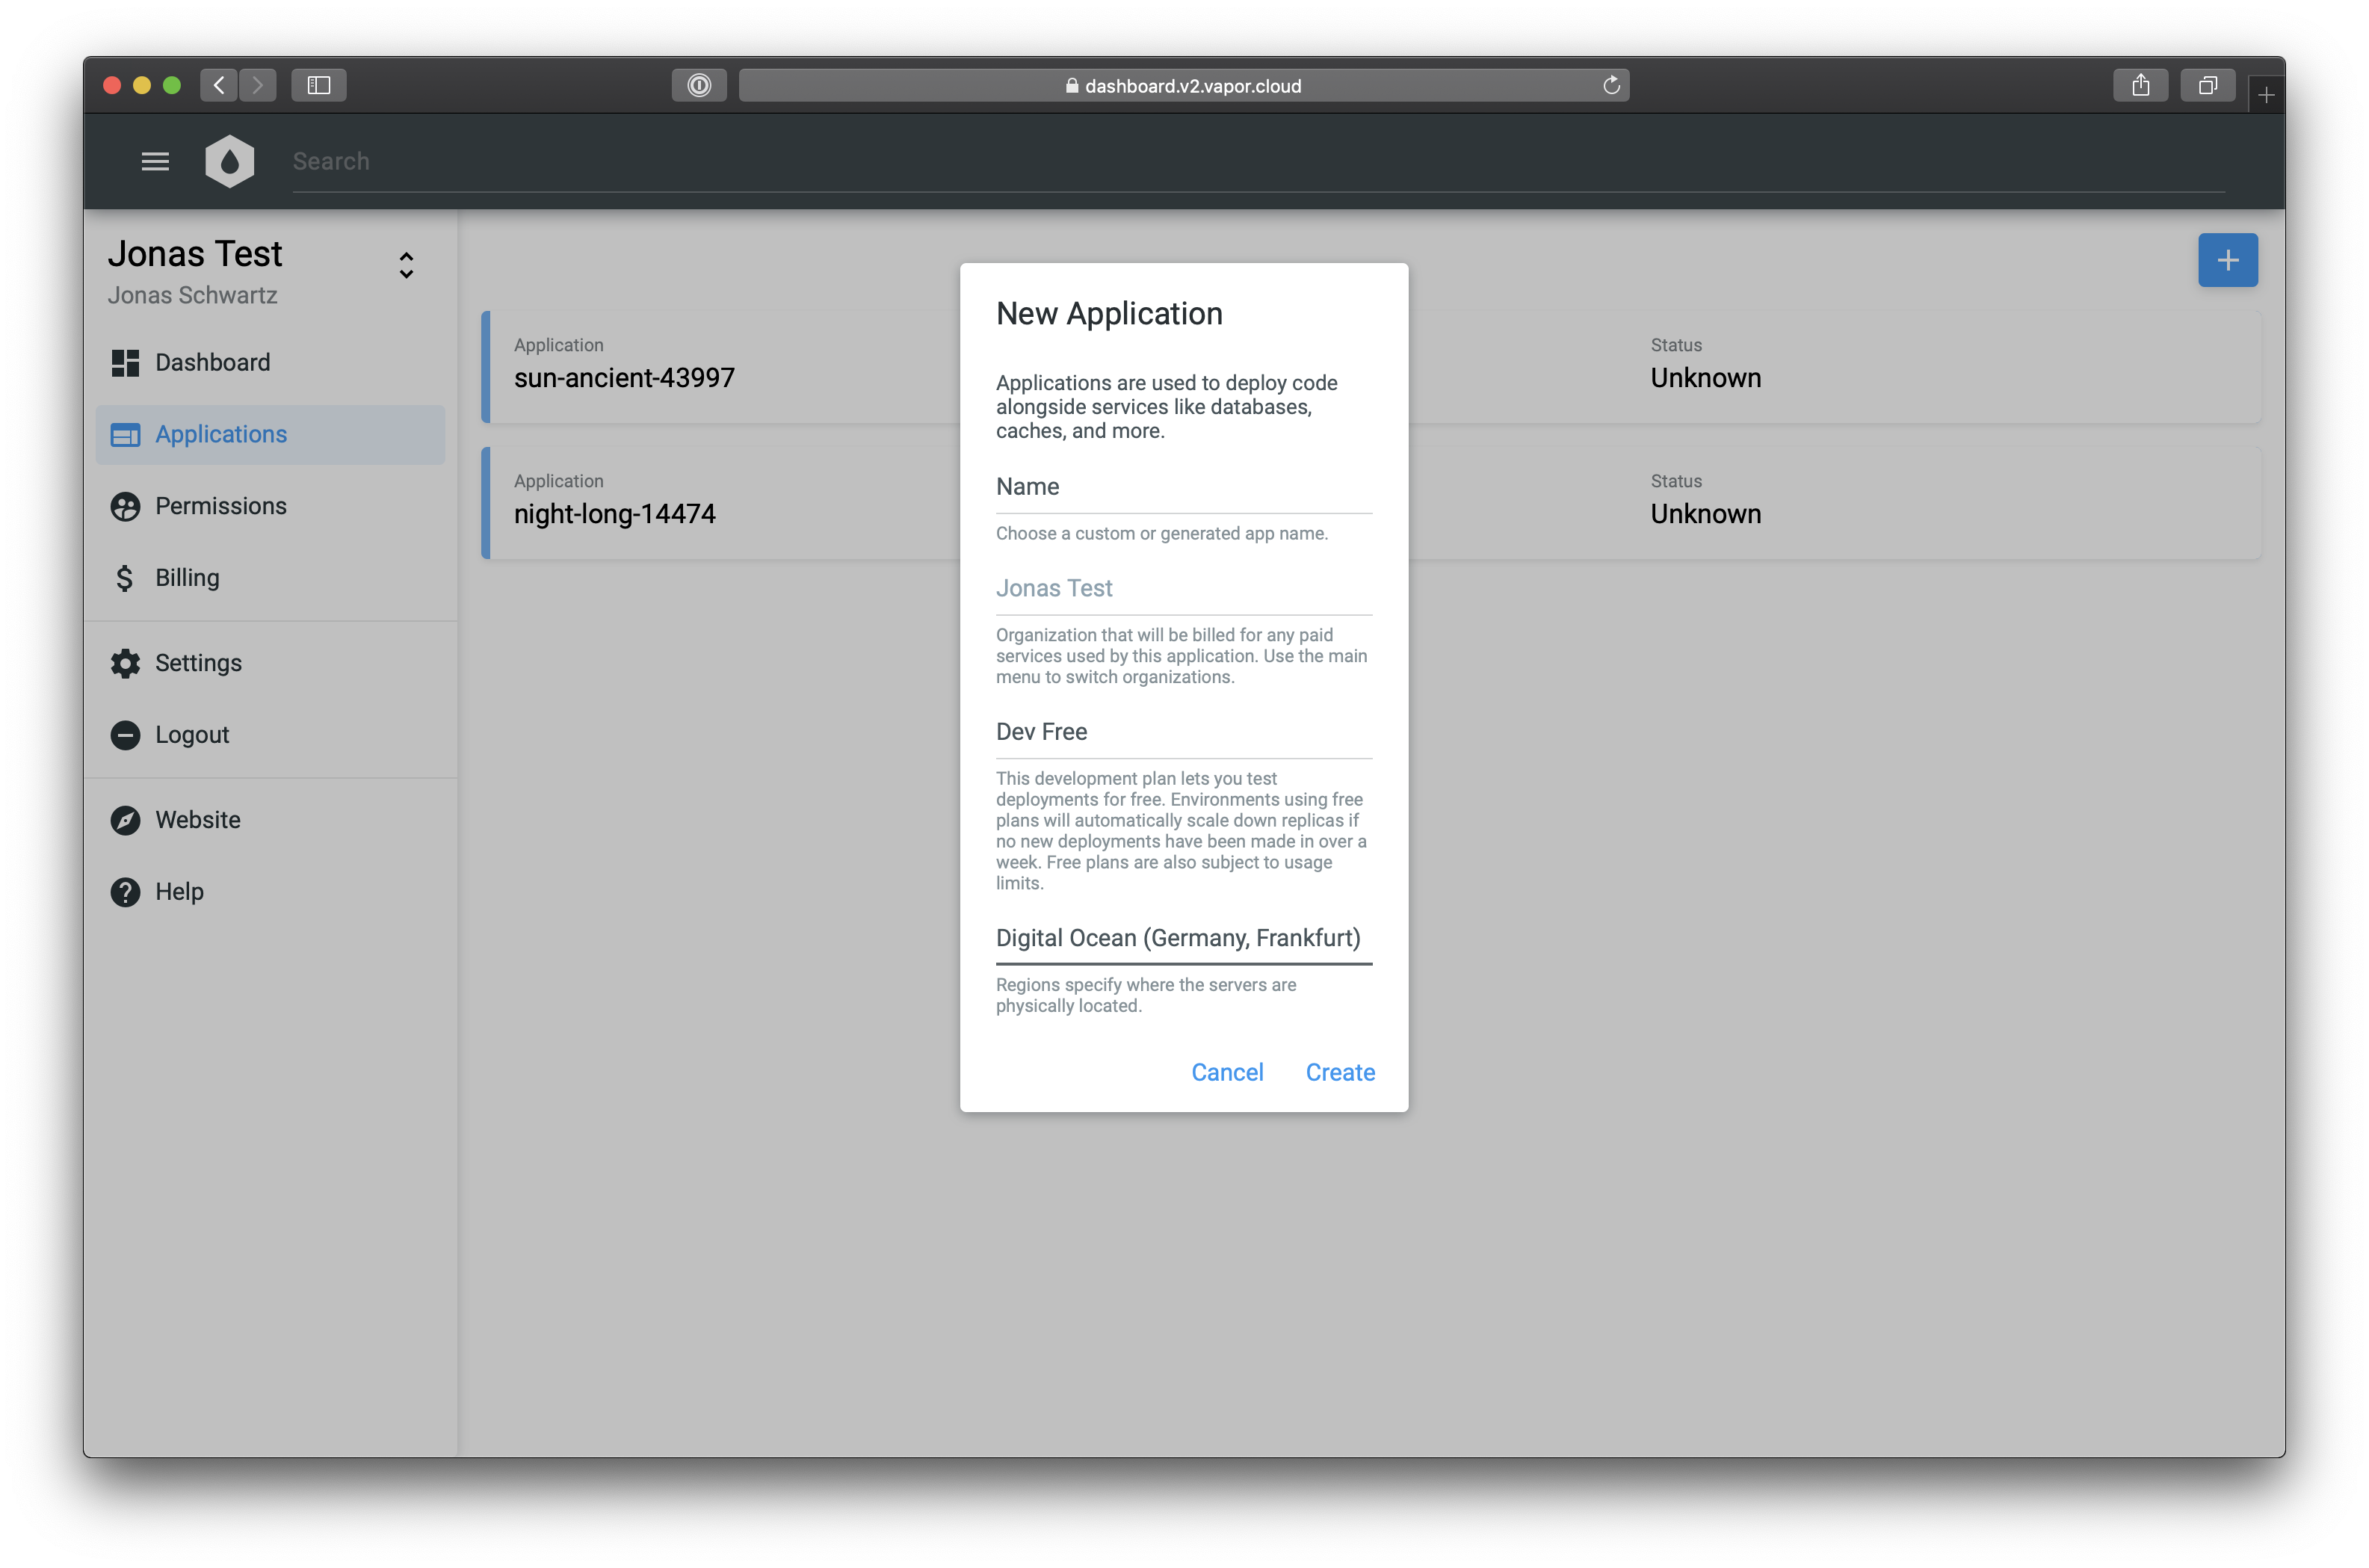 dashboard.v2.vapor.cloud
Search
Jonas Test
Jonas Schwartz
Dashboard
Applications
Permissions
Billing
Settings
Logout
Website
Help
Application
sun-ancient-43997
Status
Unknown
Application
night-long-14474
Status
Unknown
New Application
Applications are used to deploy code
alongside services like databases,
caches, and more.
Name
Choose a custom or generated app name.
Jonas Test
Organization that will be billed for any paid
services used by this application. Use the main
menu to switch organizations.
Dev Free
This development plan lets you test
deployments for free. Environments using free
plans will automatically scale down replicas if
no new deployments have been made in over a
week. Free plans are also subject to usage
limits.
Digital Ocean (Germany, Frankfurt)
Regions specify where the servers are
physically located.
Cancel
Create